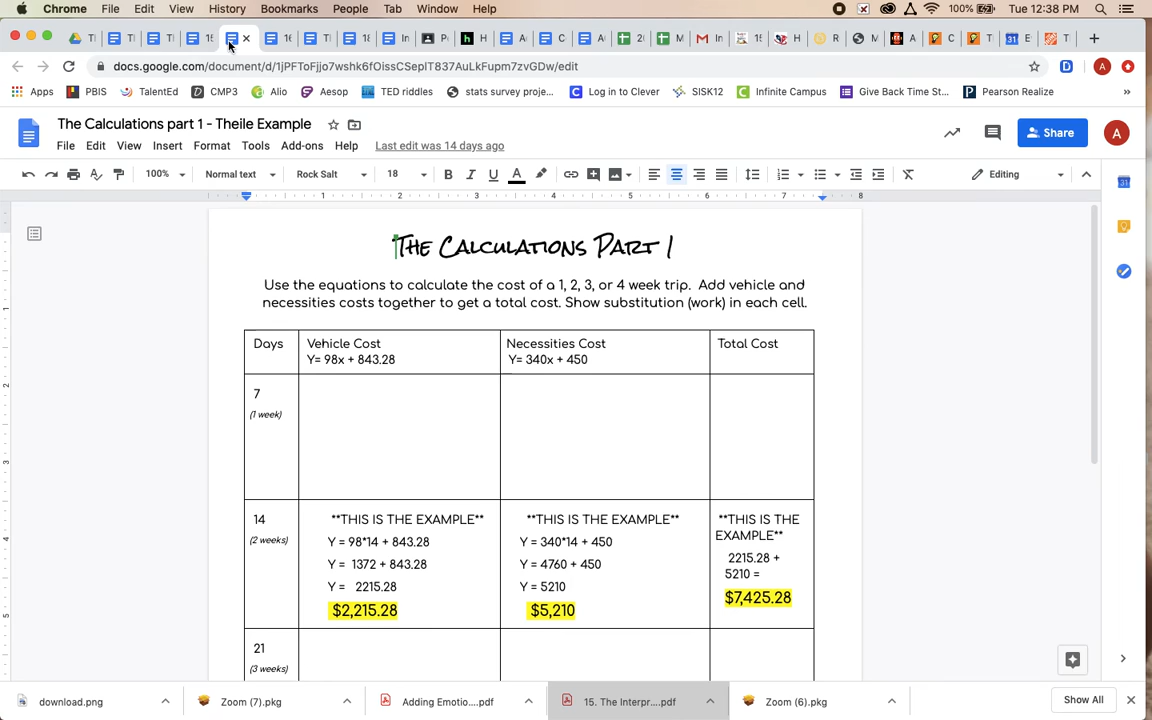 Chrome File Edit View History Bookmarks People Tab Window Help 100% Tue 12:38 PM
docs.google.com/document/d/1jPFToFjjo7wshk6fOissCSeplT837AuLkFupm7zvGDw/edit
Apps PBIS TalentEd CMP3 Alio Aesop TED riddles stats survey proje... Log in to Clever SISK12 Infinite Campus Give Back Time St... Pearson Realize »
The Calculations part 1 - Theile Example
File Edit View Insert Format Tools Add-ons Help Last edit was 14 days ago
Share
A
100% Normal text Rock Salt 18 B I U A Editing
1 2 3 4 5 6 7 8
The Calculations Part 1
Use the equations to calculate the cost of a 1, 2, 3, or 4 week trip. Add vehicle and
necessities costs together to get a total cost. Show substitution (work) in each cell.
Days
Vehicle Cost
Y= 98x + 843.28
Necessities Cost
Y= 340x + 450
Total Cost
7
(1 week)
14
(2 weeks)
**THIS IS THE EXAMPLE**
Y = 98*14 + 843.28
Y = 1372 + 843.28
Y = 2215.28
$2,215.28
**THIS IS THE EXAMPLE**
Y = 340*14 + 450
Y = 4760 + 450
Y = 5210
$5,210
**THIS IS THE
EXAMPLE**
2215.28 +
5210 =
$7,425.28
21
(3 weeks)
download.png Zoom (7).pkg Adding Emotio....pdf 15. The Interpr....pdf Zoom (6).pkg Show All